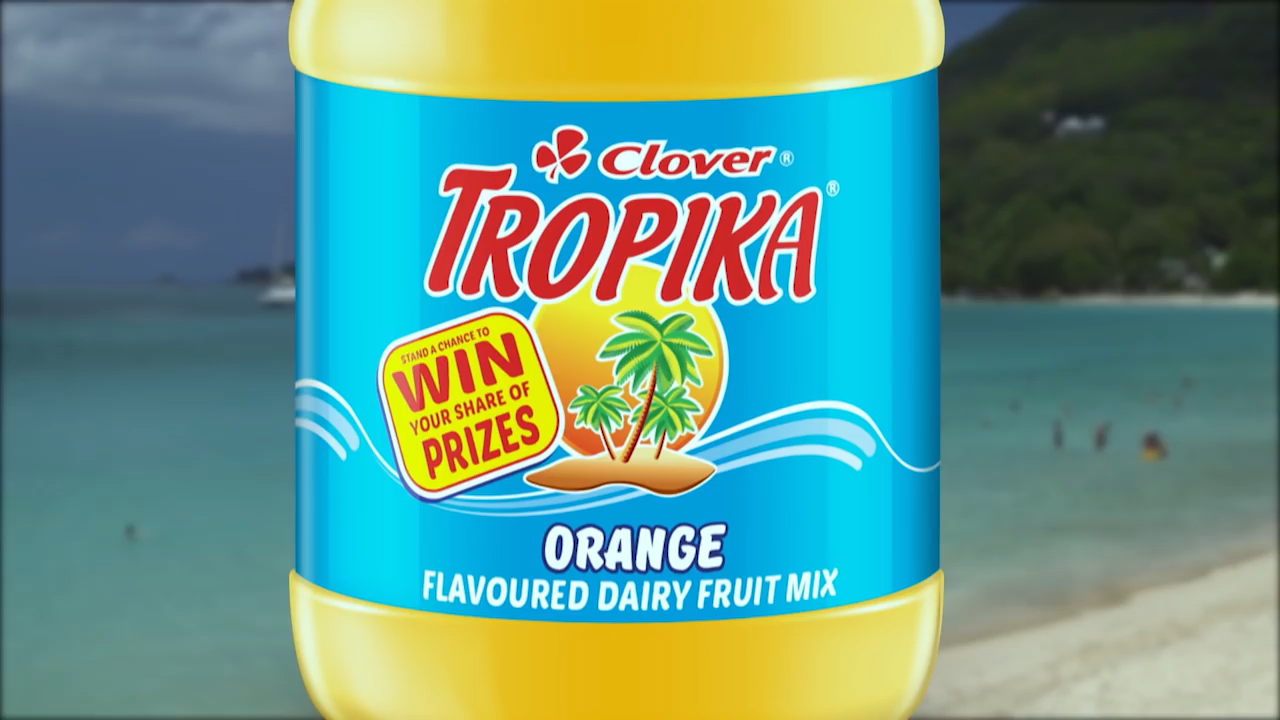 Clover®
TROPIKA®
STAND A CHANCE TO
WIN
YOUR SHARE OF
PRIZES
ORANGE
FLAVOURED DAIRY FRUIT MIX